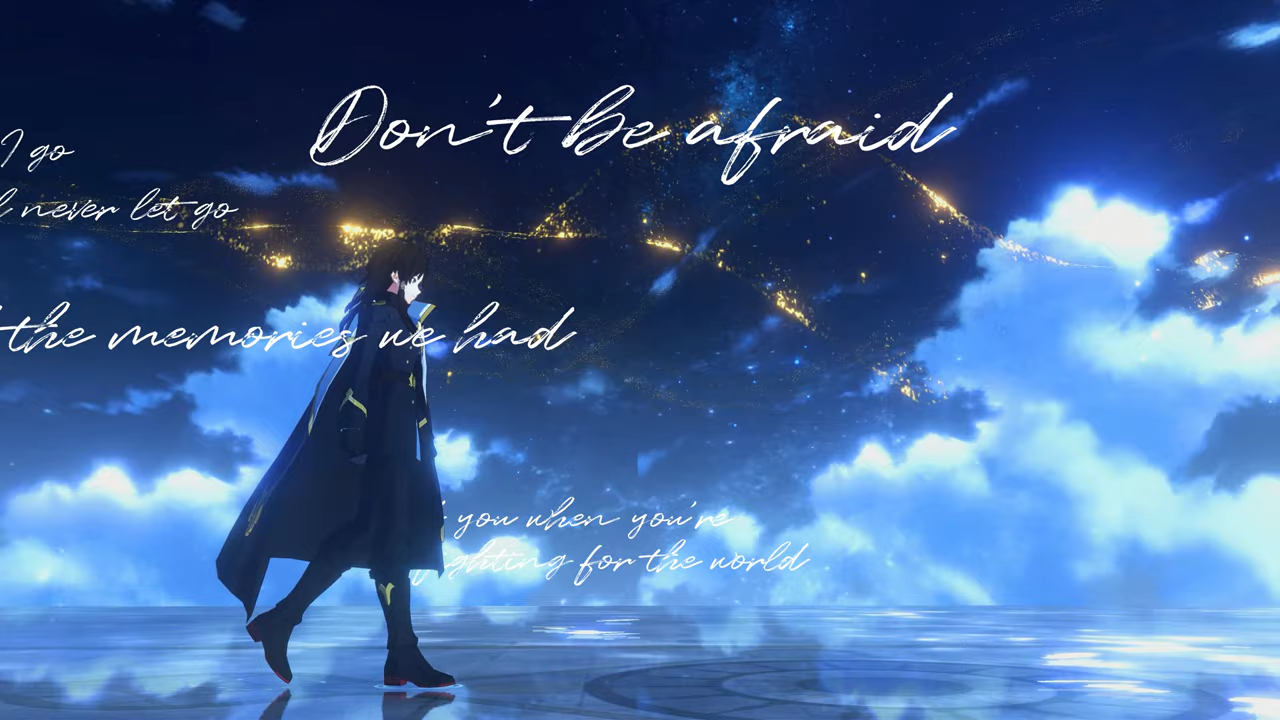 Don't be afraid
I go
never let go
the memories we had
you when you're
fighting for the world